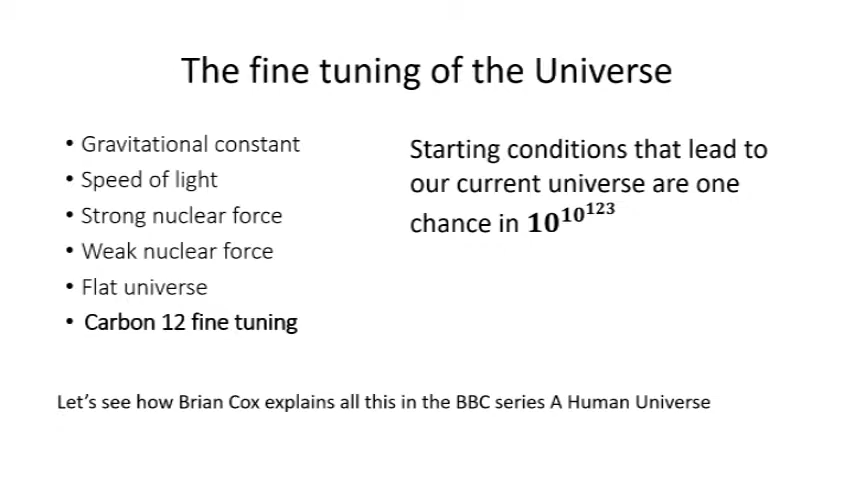 The fine tuning of the Universe
• Gravitational constant
• Speed of light
• Strong nuclear force
• Weak nuclear force
• Flat universe
• Carbon 12 fine tuning
Starting conditions that lead to
our current universe are one
chance in 10^10^123
Let's see how Brian Cox explains all this in the BBC series A Human Universe